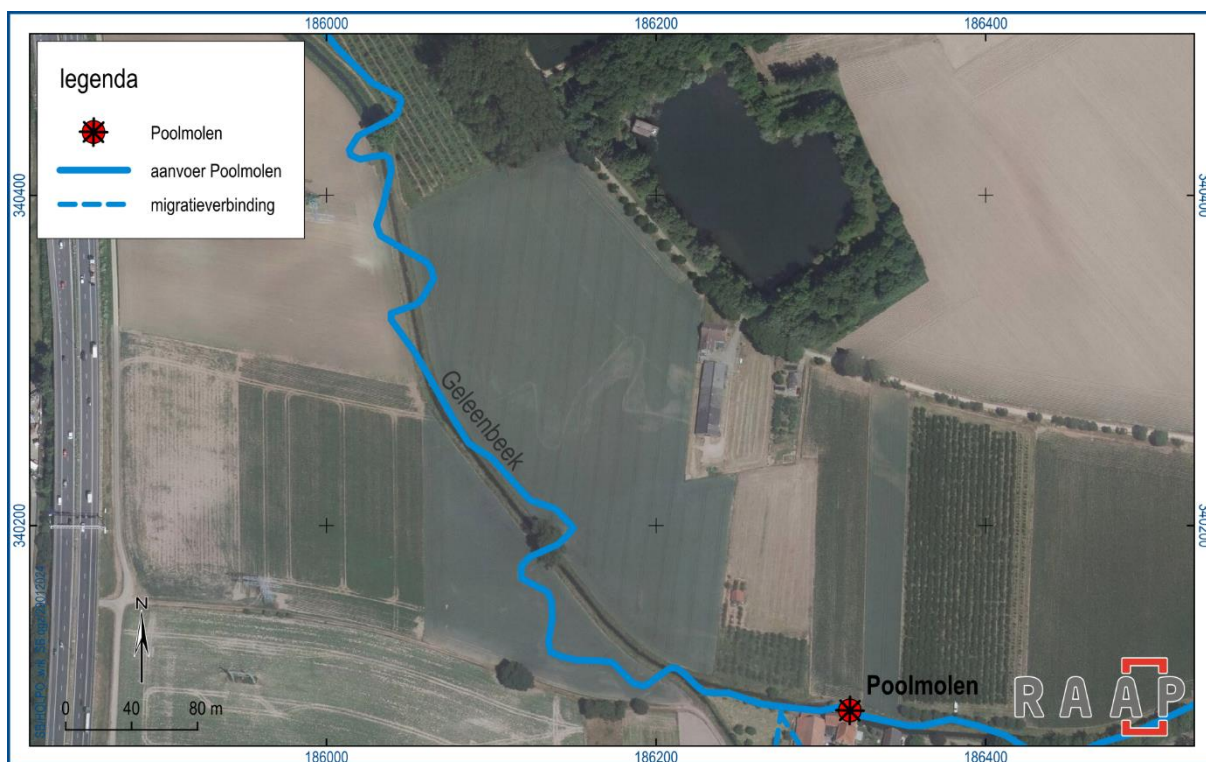 186000
186200
186400
legenda
Poolmolen
aanvoer Poolmolen
migratieverbinding
340400
340400
Geleenbeek
340200
340200
N
0
40
80 m
Poolmolen
RAAP
186000
186200
186400